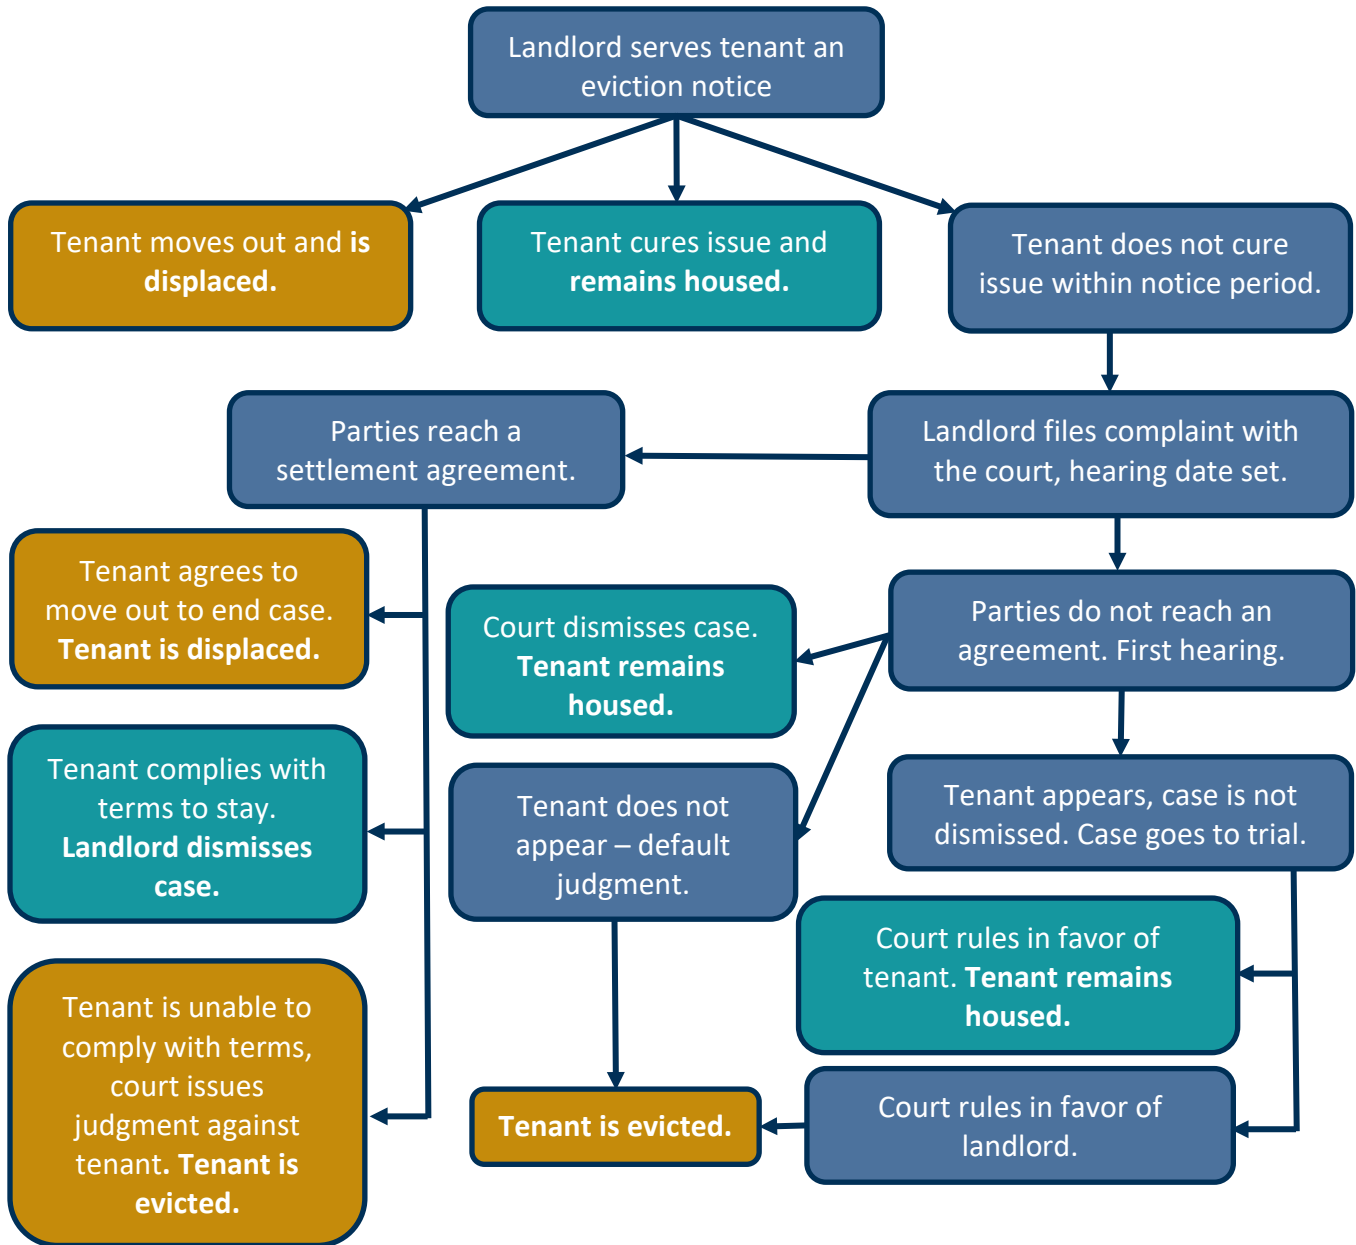 Landlord serves tenant an
eviction notice
Tenant moves out and is
displaced.
Tenant cures issue and
remains housed.
Tenant does not cure
issue within notice period.
Parties reach a
settlement agreement.
Landlord files complaint with
the court, hearing date set.
Tenant agrees to
move out to end case.
Tenant is displaced.
Court dismisses case.
Tenant remains
housed.
Parties do not reach an
agreement. First hearing.
Tenant complies with
terms to stay.
Landlord dismisses
case.
Tenant does not
appear – default
judgment.
Tenant appears, case is not
dismissed. Case goes to trial.
Court rules in favor of
tenant. Tenant remains
housed.
Tenant is unable to
comply with terms,
court issues
judgment against
tenant. Tenant is
evicted.
Tenant is evicted.
Court rules in favor of
landlord.